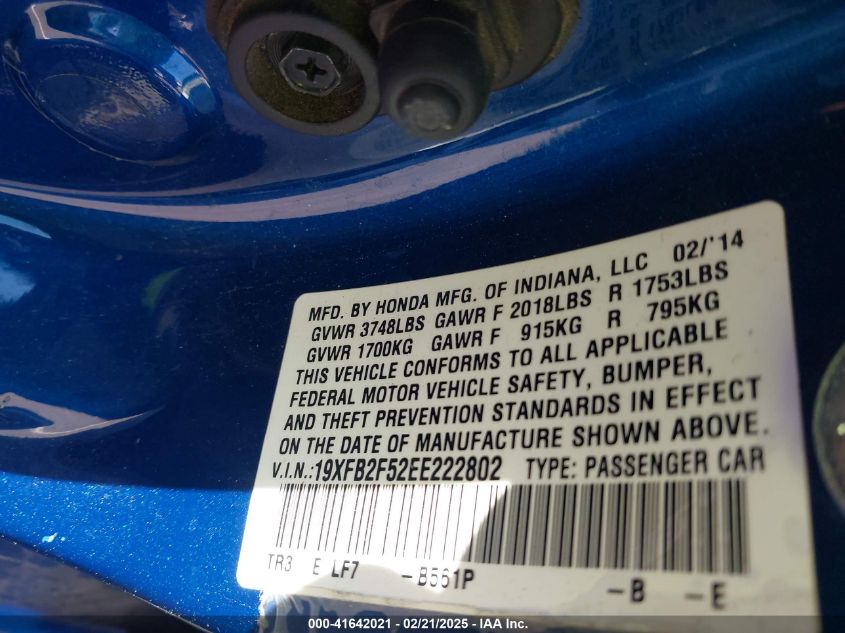 MFD. BY HONDA MFG. OF INDIANA, LLC 02/'14
GVWR 3748LBS GAWR F 2018LBS R 1753LBS
GVWR 1700KG GAWR F 915KG R 795KG
THIS VEHICLE CONFORMS TO ALL APPLICABLE
FEDERAL MOTOR VEHICLE SAFETY, BUMPER,
AND THEFT PREVENTION STANDARDS IN EFFECT
ON THE DATE OF MANUFACTURE SHOWN ABOVE.
V.I.N.:19XFB2F52EE222802 TYPE: PASSENGER CAR
TR3 E LF7 -B561P -B -E
000-41642021 - 02/21/2025 - IAA Inc.